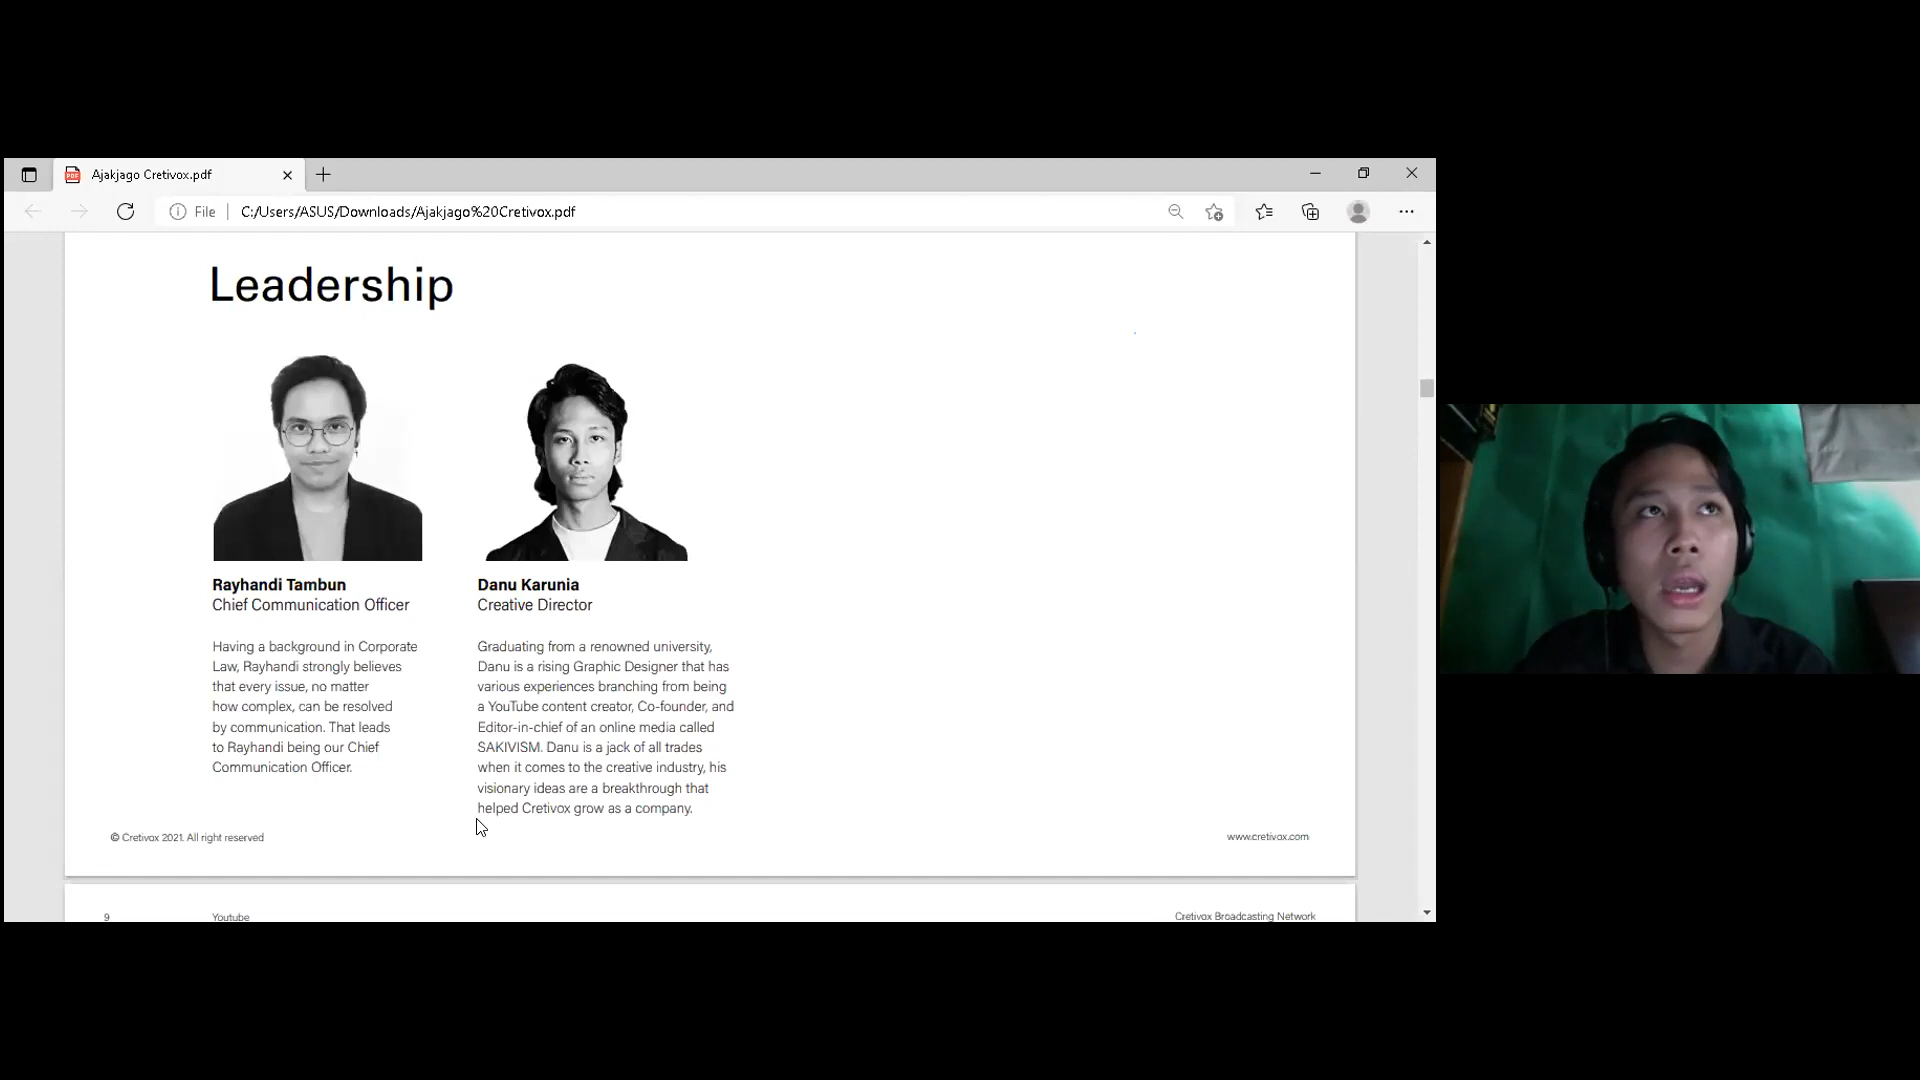 Ajakjago Cretivox.pdf
File
C:/Users/ASUS/Downloads/Ajakjago%20Cretivox.pdf
Leadership
Rayhandi Tambun
Chief Communication Officer
Having a background in Corporate
Law, Rayhandi strongly believes
that every issue, no matter
how complex, can be resolved
by communication. That leads
to Rayhandi being our Chief
Communication Officer.
Danu Karunia
Creative Director
Graduating from a renowned university,
Danu is a rising Graphic Designer that has
various experiences branching from being
a YouTube content creator, Co-founder, and
Editor-in-chief of an online media called
SAKIVISM. Danu is a jack of all trades
when it comes to the creative industry, his
visionary ideas are a breakthrough that
helped Cretivox grow as a company.
© Cretivox 2021. All right reserved
www.cretivox.com
9
Youtube
Cretivox Broadcasting Network